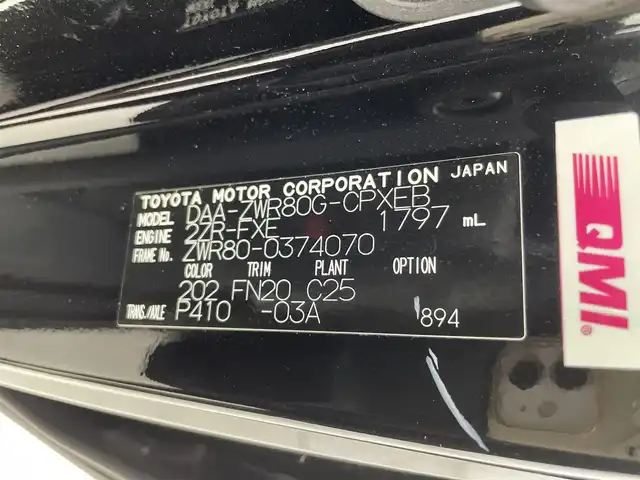 TOYOTA MOTOR CORPORATION JAPAN
MODEL DAA-ZWR80G-CPXEB
ENGINE 2ZR-FXE 1797 mL
FRAME No. ZWR80-0374070
COLOR TRIM PLANT OPTION
202 FN20 C25
TRANS./AXLE P410 -03A 894
QMI®